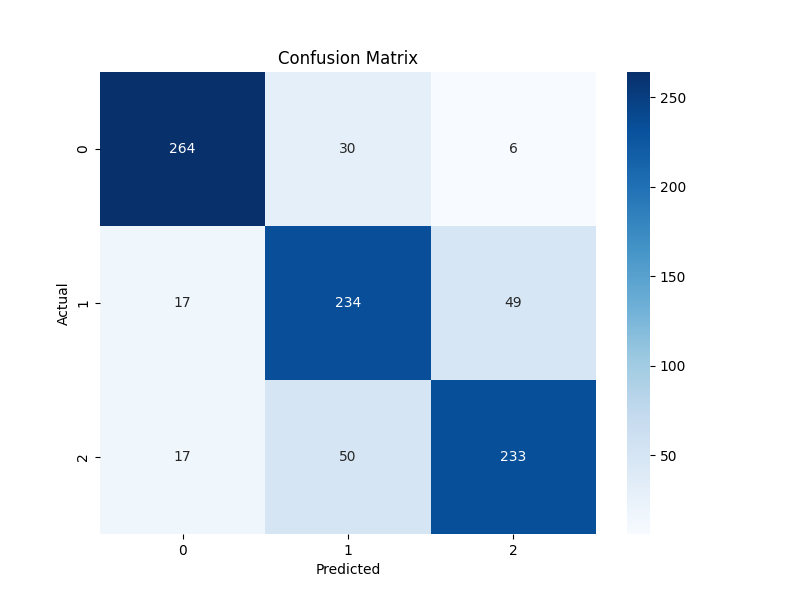 Confusion Matrix
0 264 30 6
1 17 234 49
2 17 50 233
0 1 2
Predicted
Actual
250
200
150
100
50